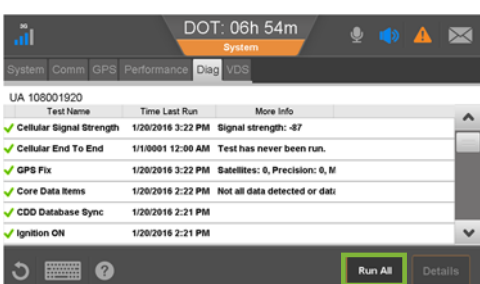 3G
DOT: 06h 54m
System
System Comm GPS Performance Diag VDS
UA 108001920
Test Name Time Last Run More Info
Cellular Signal Strength 1/20/2016 3:22 PM Signal strength: -87
Cellular End To End 1/1/0001 12:00 AM Test has never been run.
GPS Fix 1/20/2016 3:22 PM Satellites: 0, Precision: 0, M
Core Data Items 1/20/2016 2:22 PM Not all data detected or data
CDD Database Sync 1/20/2016 2:21 PM
Ignition ON 1/20/2016 2:21 PM
? Run All Details